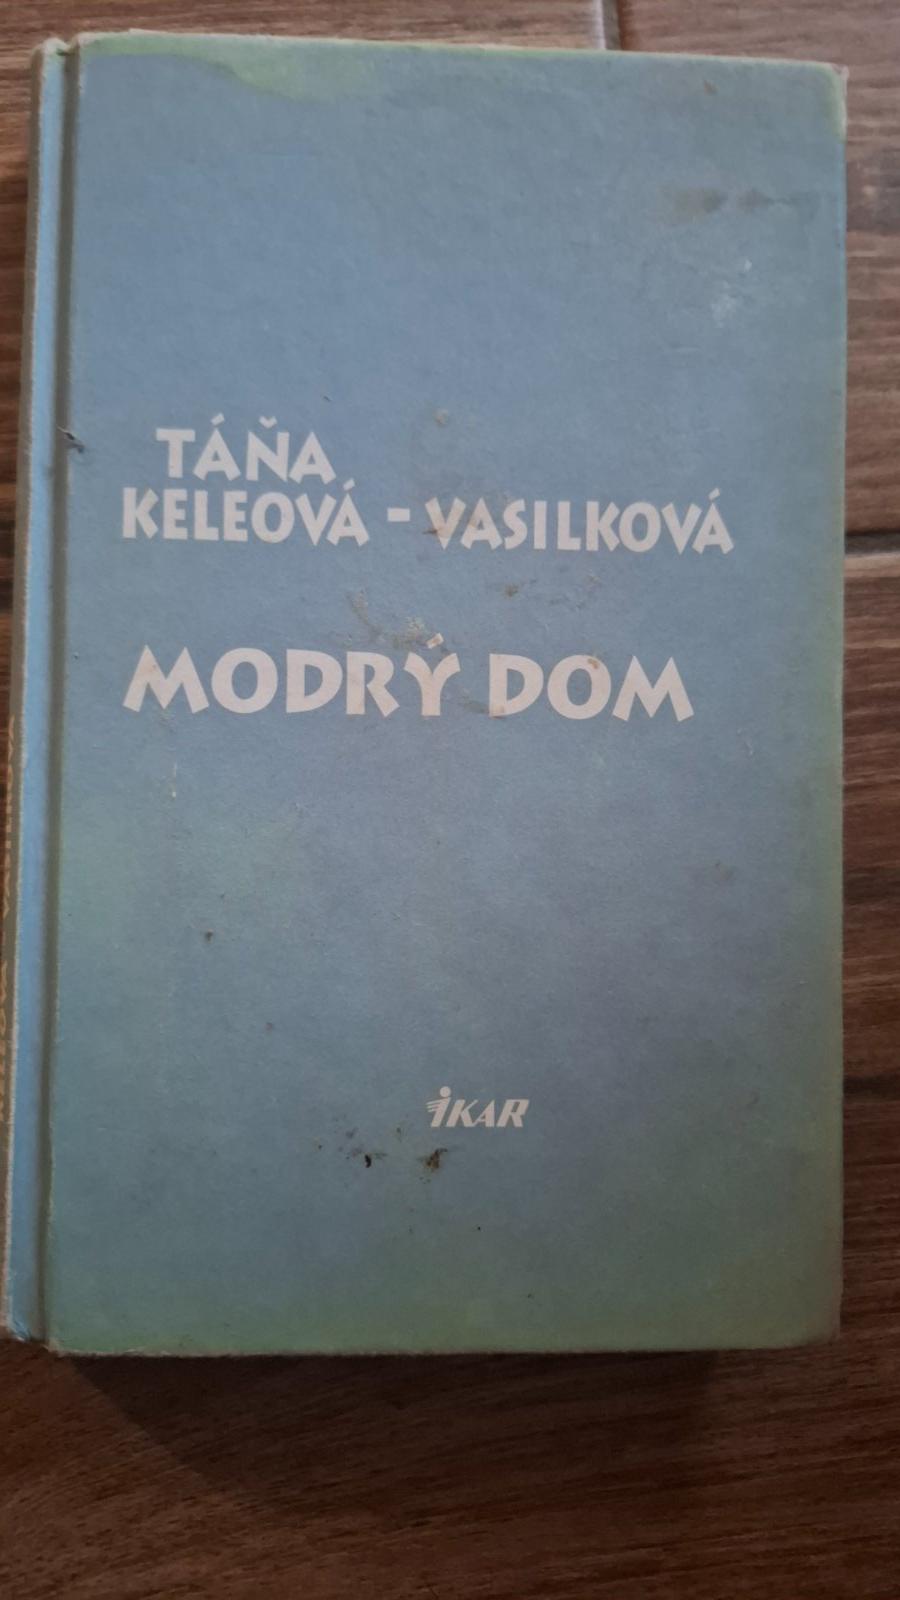 TÁŇA
KELEOVÁ - VASILKOVÁ
MODRÝ DOM
IKAR